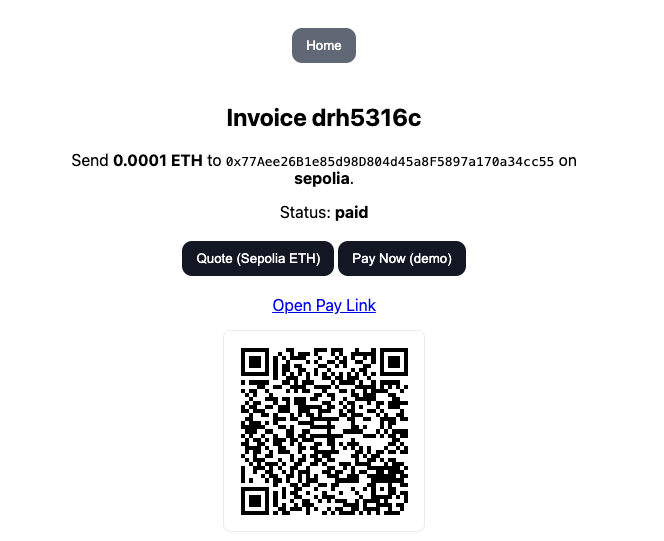 Home
Invoice drh5316c
Send 0.0001 ETH to 0x77Aee26B1e85d98D804d45a8F5897a170a34cc55 on
sepolia.
Status: paid
Quote (Sepolia ETH) Pay Now (demo)
Open Pay Link